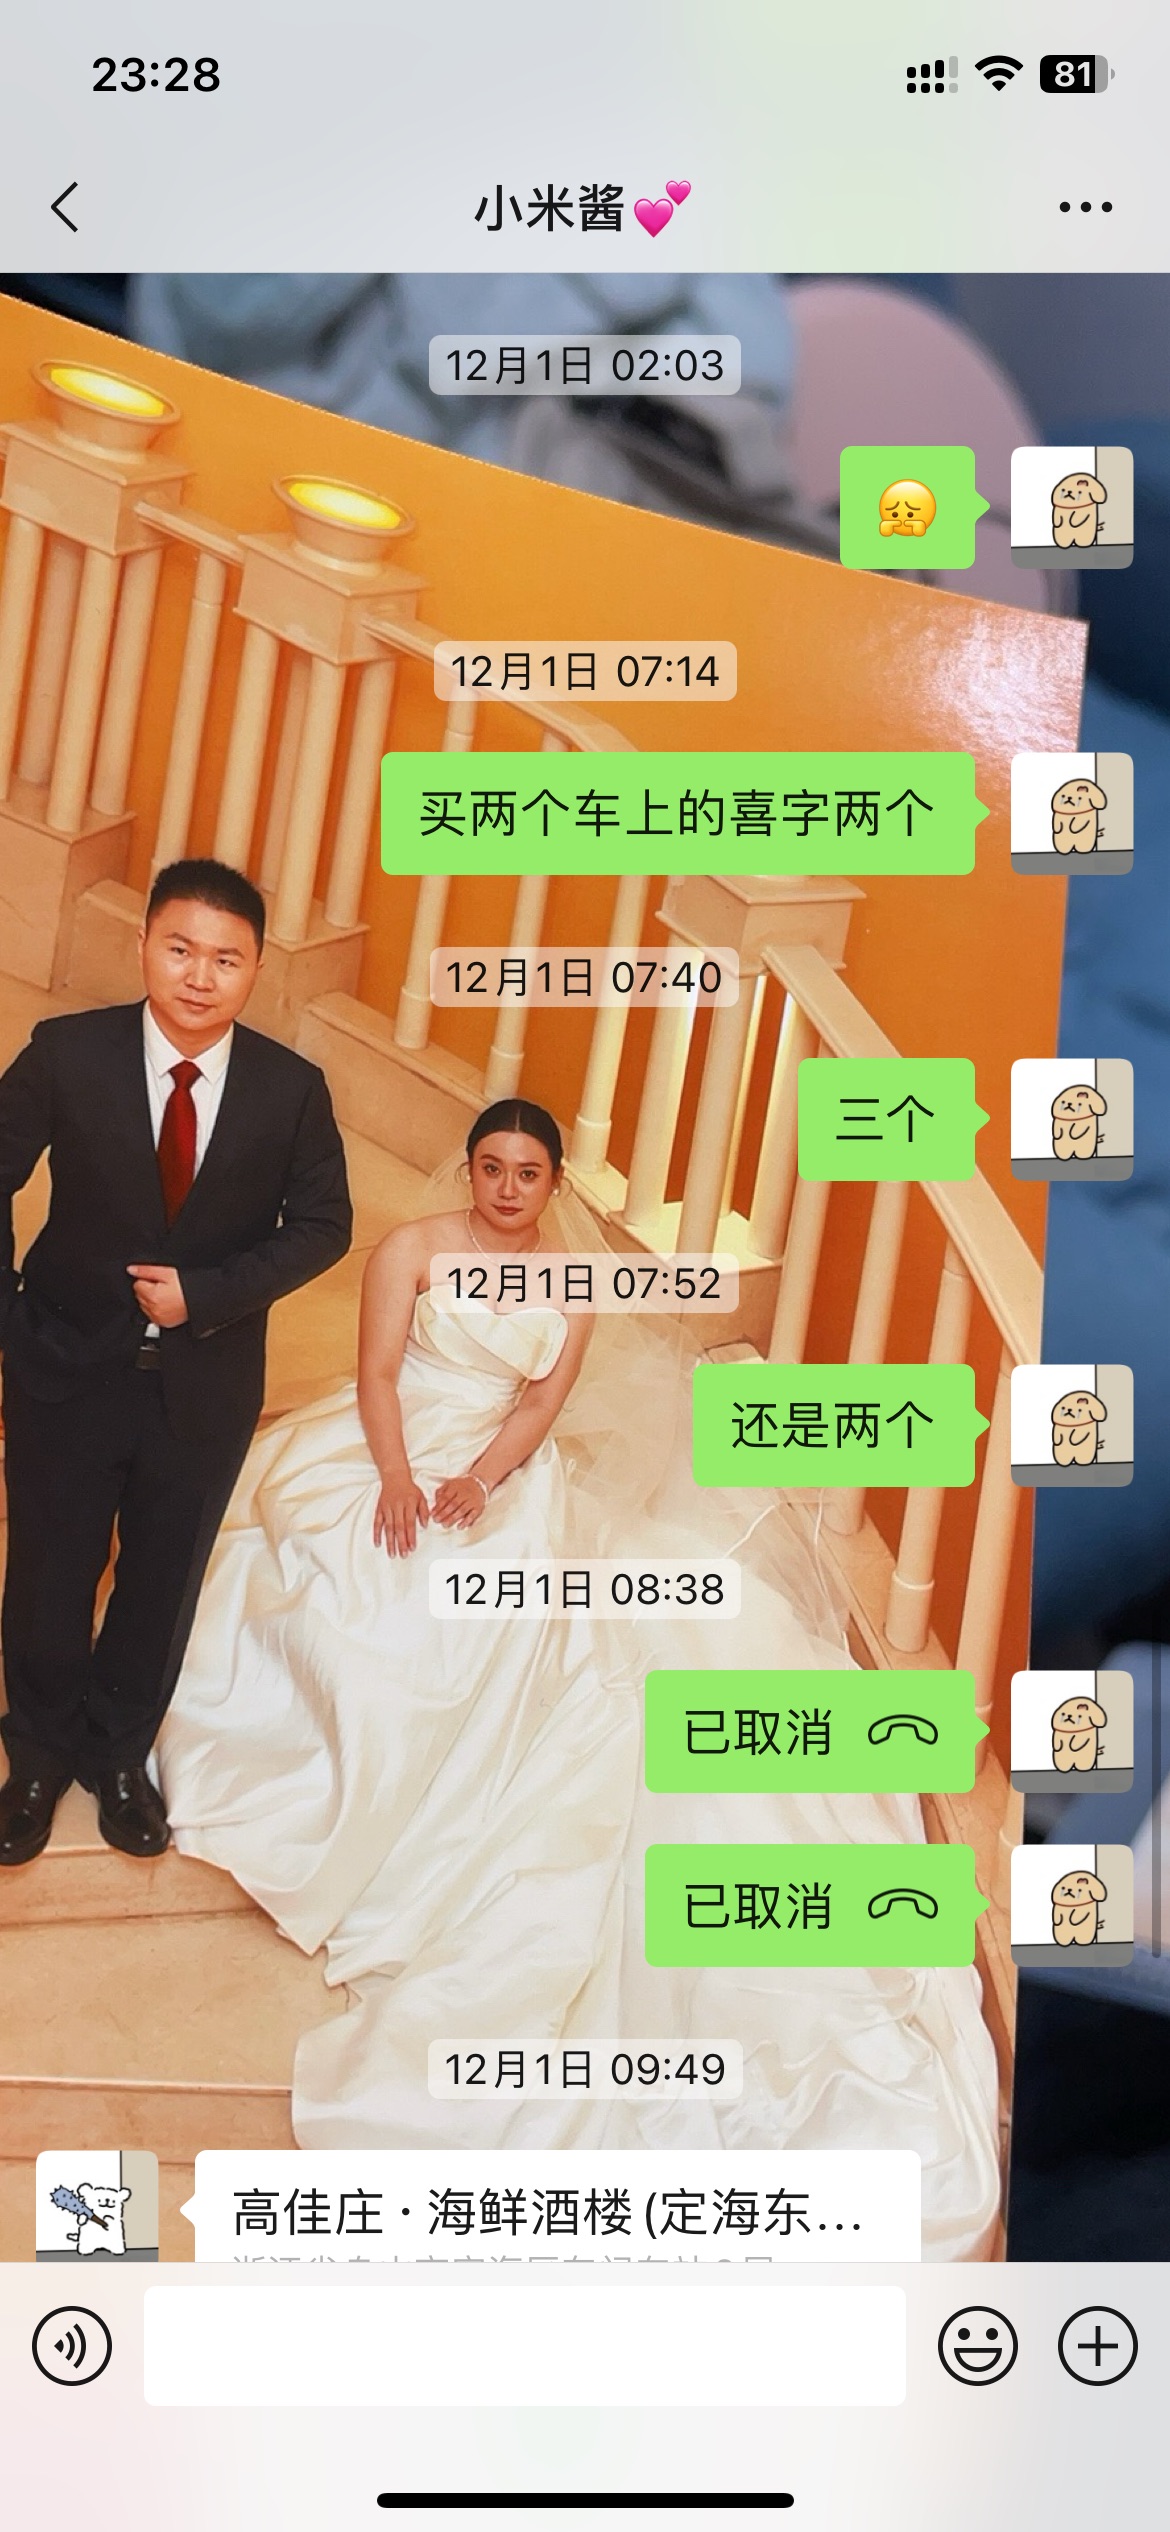 23:28
81
小米酱💕
12月1日 02:03
🫣
12月1日 07:14
买两个车上的喜字两个
12月1日 07:40
三个
12月1日 07:52
还是两个
12月1日 08:38
已取消
已取消
12月1日 09:49
高佳庄·海鲜酒楼(定海东...